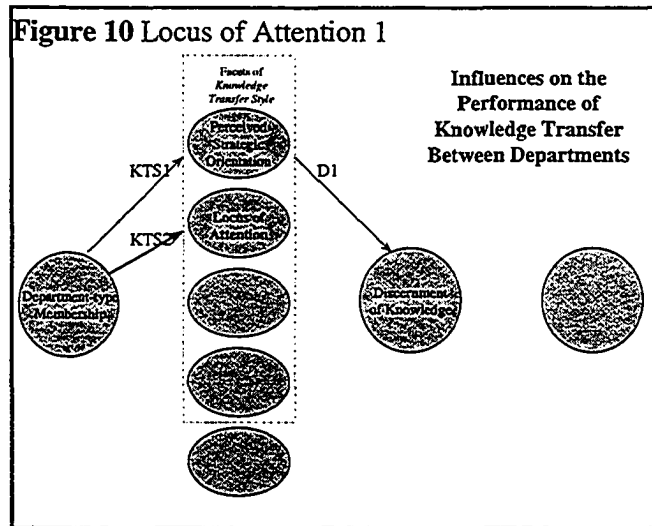 Figure 10 Locus of Attention 1
Facets of
Knowledge
Transfer Style
Influences on the
Performance of
Knowledge Transfer
Between Departments
Perceived
Strategic
Orientation
KTS1
D1
Locus of
Attention
KTS2
Department-type
Membership
Discernment
of Knowledge